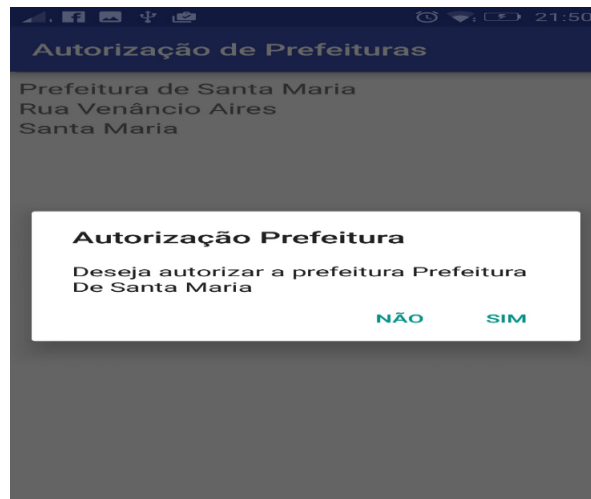 21:50
Autorização de Prefeituras
Prefeitura de Santa Maria
Rua Venâncio Aires
Santa Maria
Autorização Prefeitura
Deseja autorizar a prefeitura Prefeitura
De Santa Maria
NÃO SIM